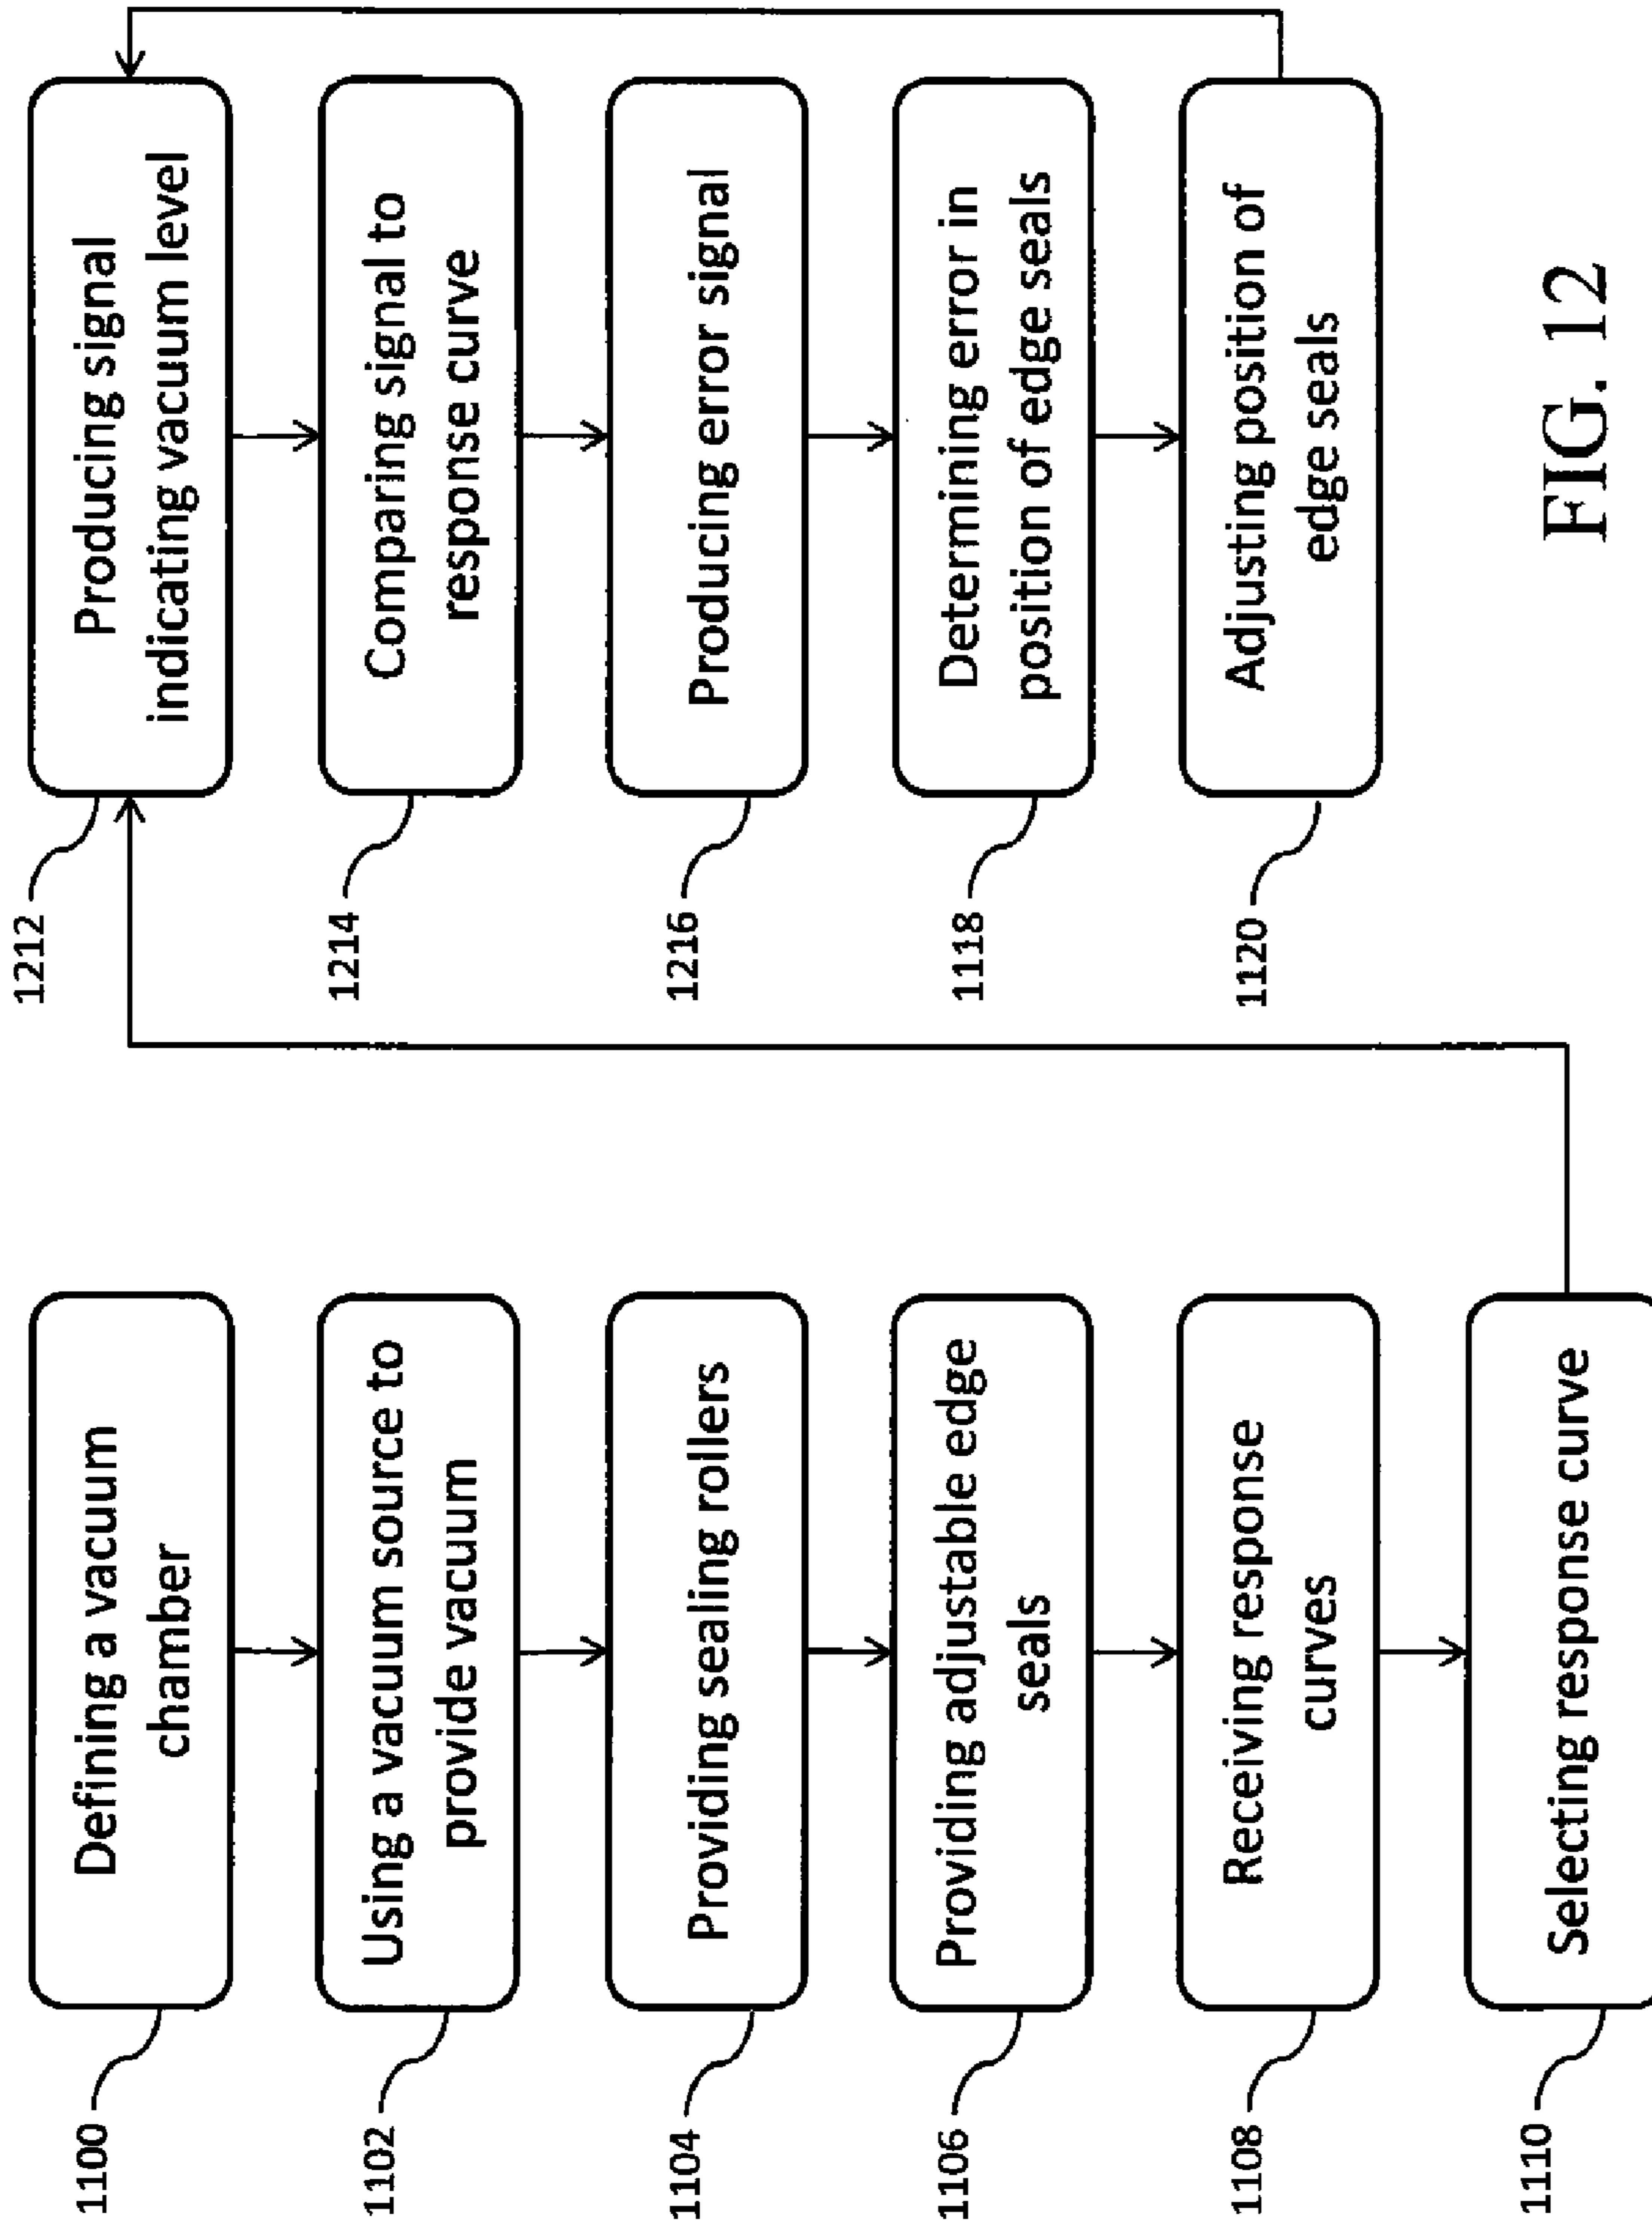 1100
Defining a vacuum
chamber
1102
Using a vacuum source to
provide vacuum
1104
Providing sealing rollers
1106
Providing adjustable edge
seals
1108
Receiving response
curves
1110
Selecting response curve
1212
Producing signal
indicating vacuum level
1214
Comparing signal to
response curve
1216
Producing error signal
1118
Determining error in
position of edge seals
1120
Adjusting position of
edge seals
FIG. 12